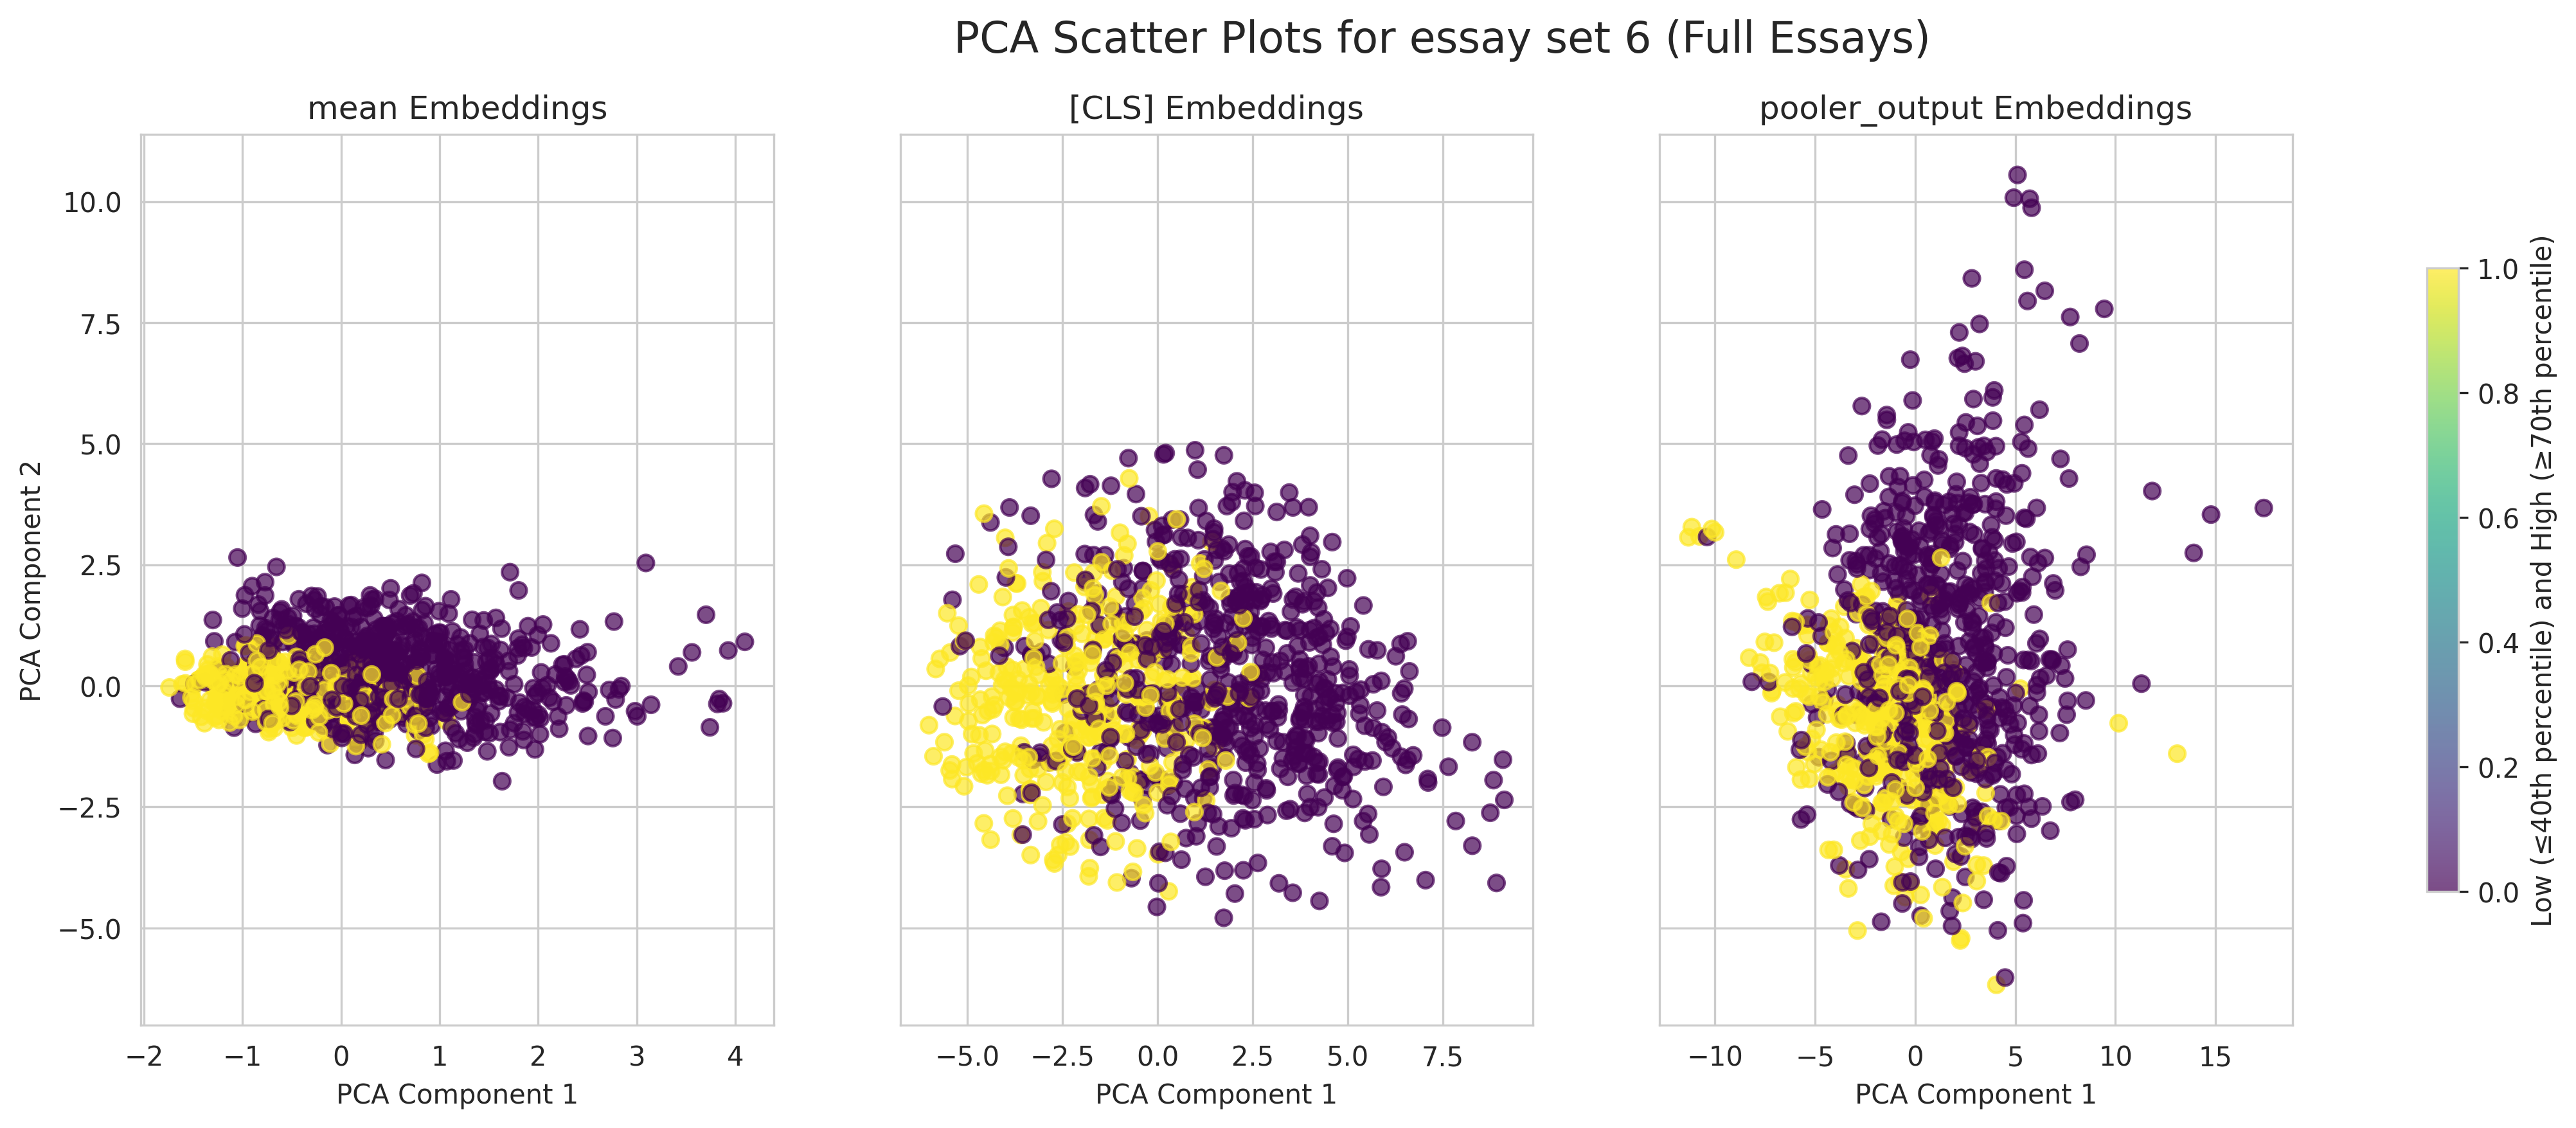 PCA Scatter Plots for essay set 6 (Full Essays)
mean Embeddings
[CLS] Embeddings
pooler_output Embeddings
PCA Component 2
10.0
7.5
5.0
2.5
0.0
−2.5
−5.0
−2 −1 0 1 2 3 4
PCA Component 1
−5.0 −2.5 0.0 2.5 5.0 7.5
PCA Component 1
−10 −5 0 5 10 15
PCA Component 1
1.0
0.8
0.6
0.4
0.2
0.0
Low (≤40th percentile) and High (≥70th percentile)